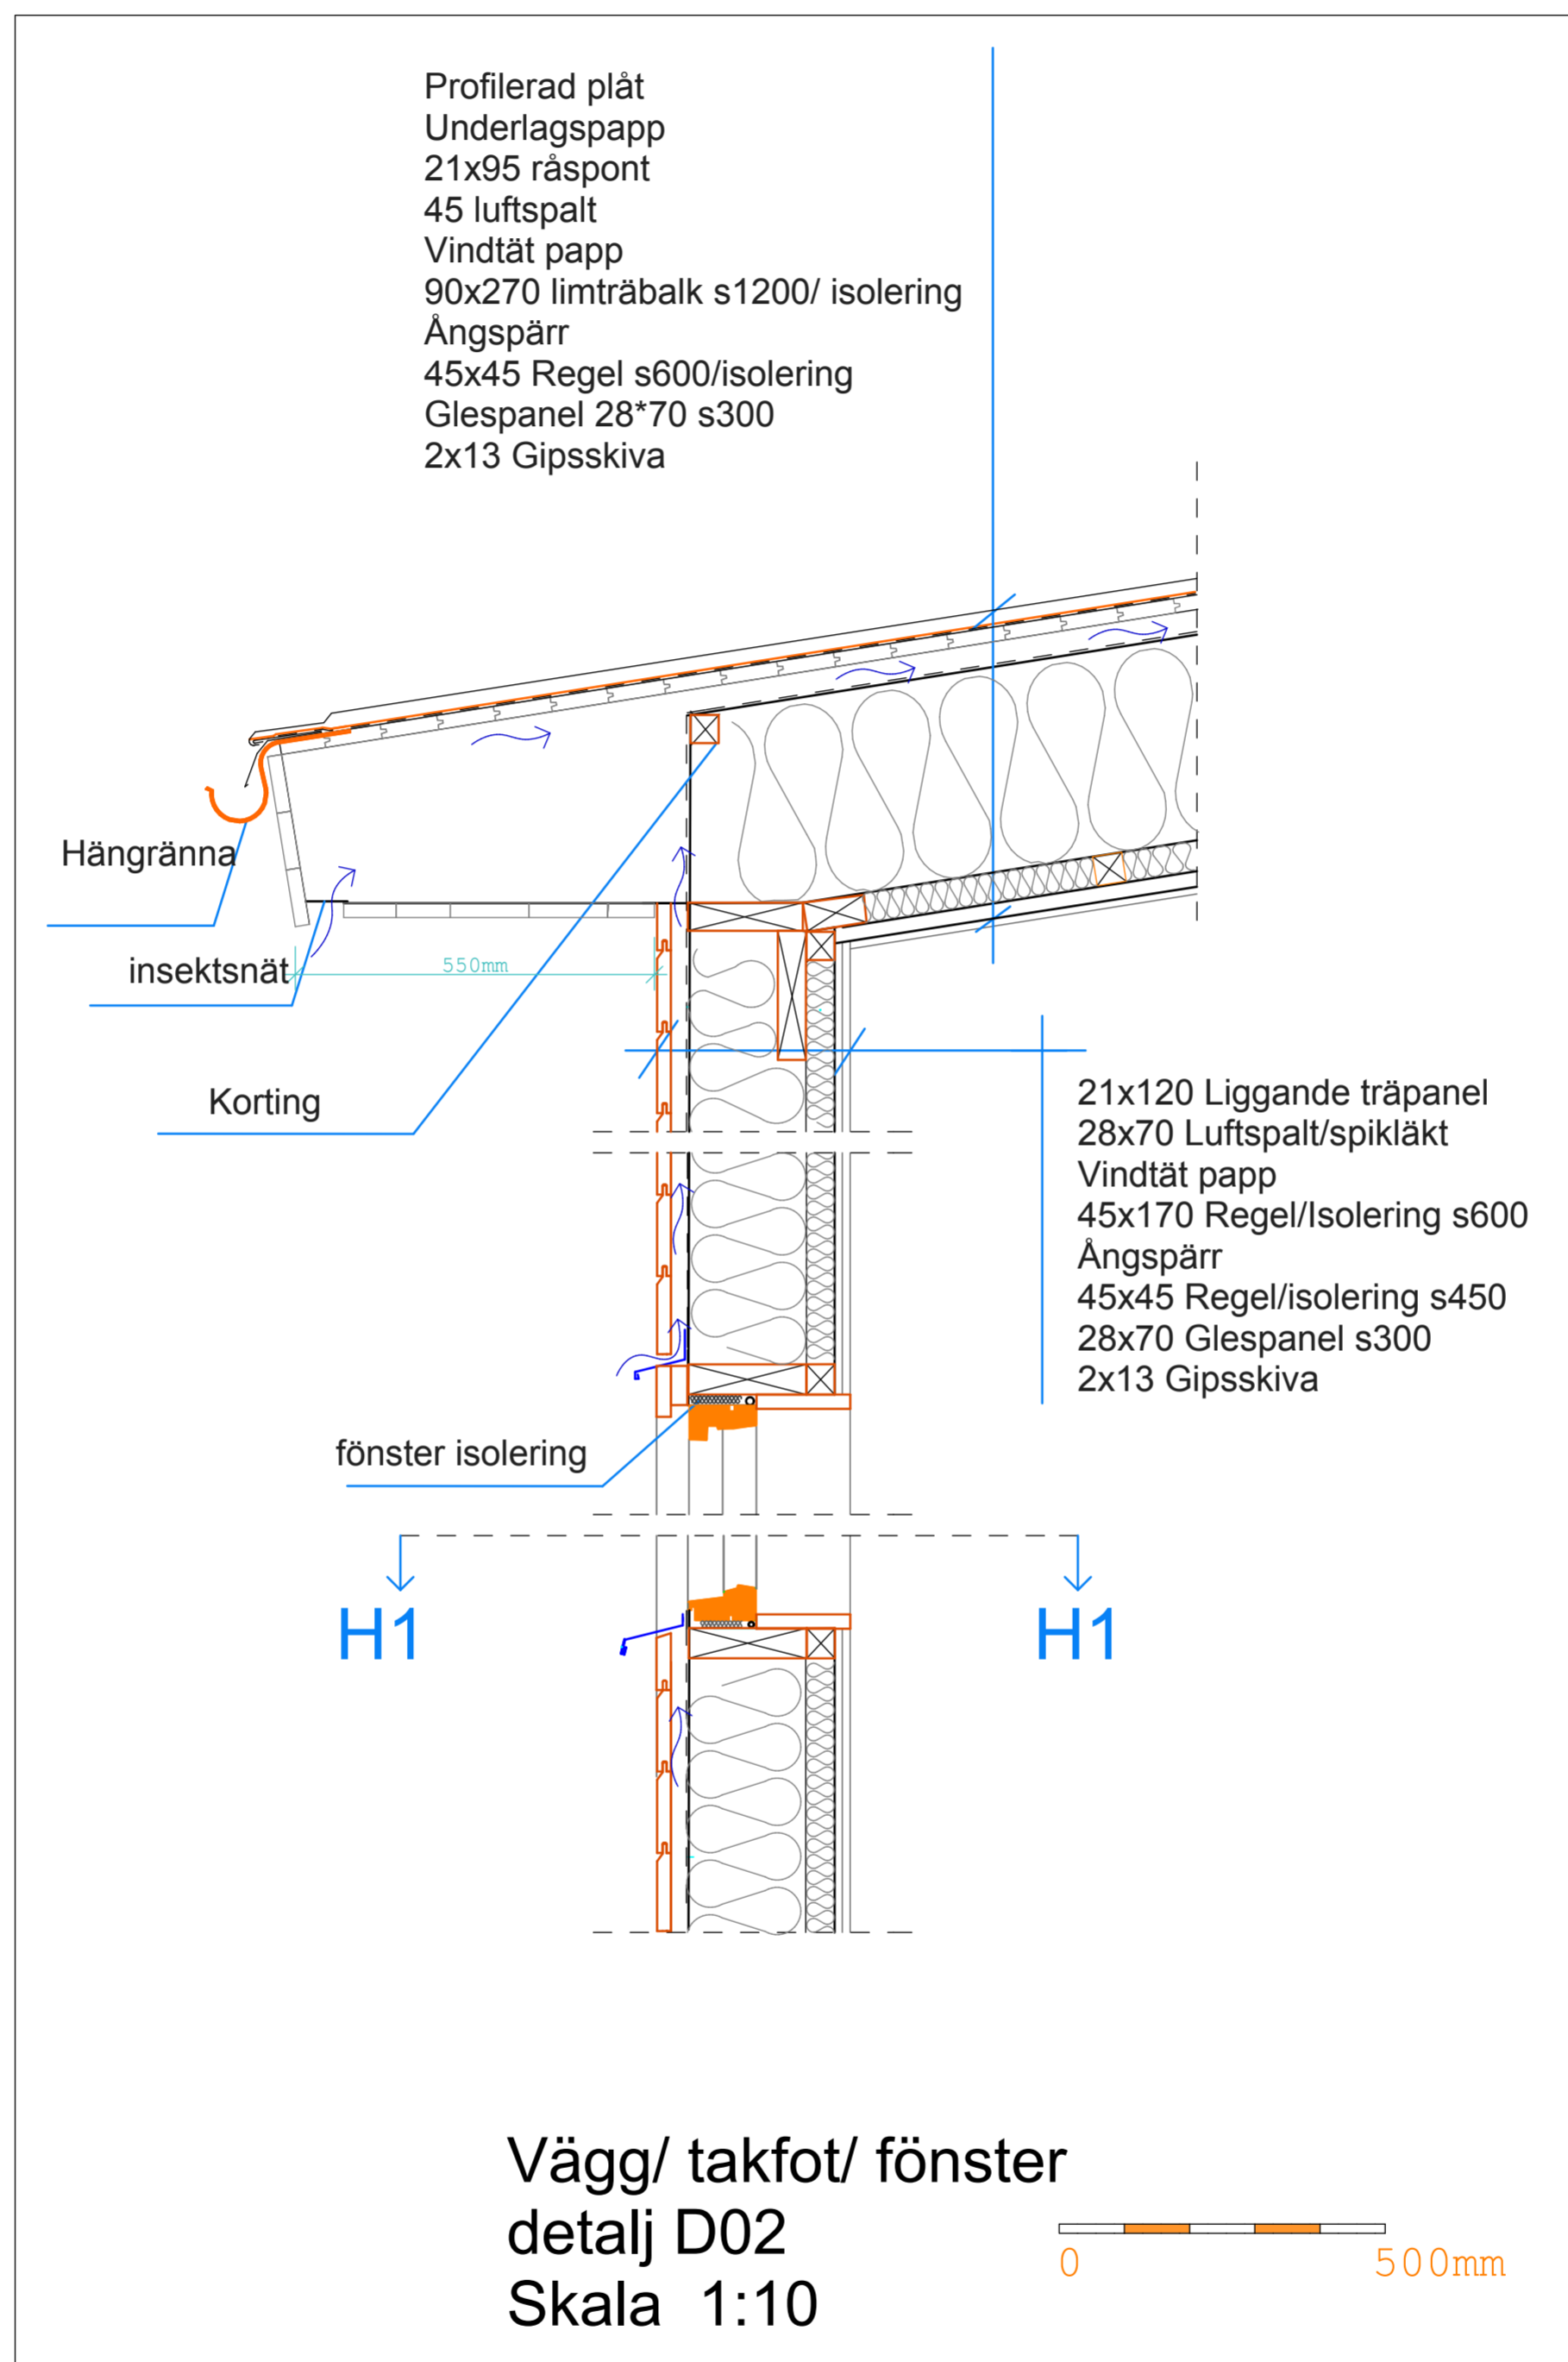 Profilerad plåt
Underlagspapp
21x95 råspont
45 luftspalt
Vindtät papp
90x270 limträbalk s1200/ isolering
Ångspärr
45x45 Regel s600/isolering
Glespanel 28*70 s300
2x13 Gipsskiva
Hängränna
insektsnät
550mm
Korting
21x120 Liggande träpanel
28x70 Luftspalt/spikläkt
Vindtät papp
45x170 Regel/Isolering s600
Ångspärr
45x45 Regel/isolering s450
28x70 Glespanel s300
2x13 Gipsskiva
fönster isolering
H1 H1
Vägg/ takfot/ fönster
detalj D02
Skala 1:10
0 500mm